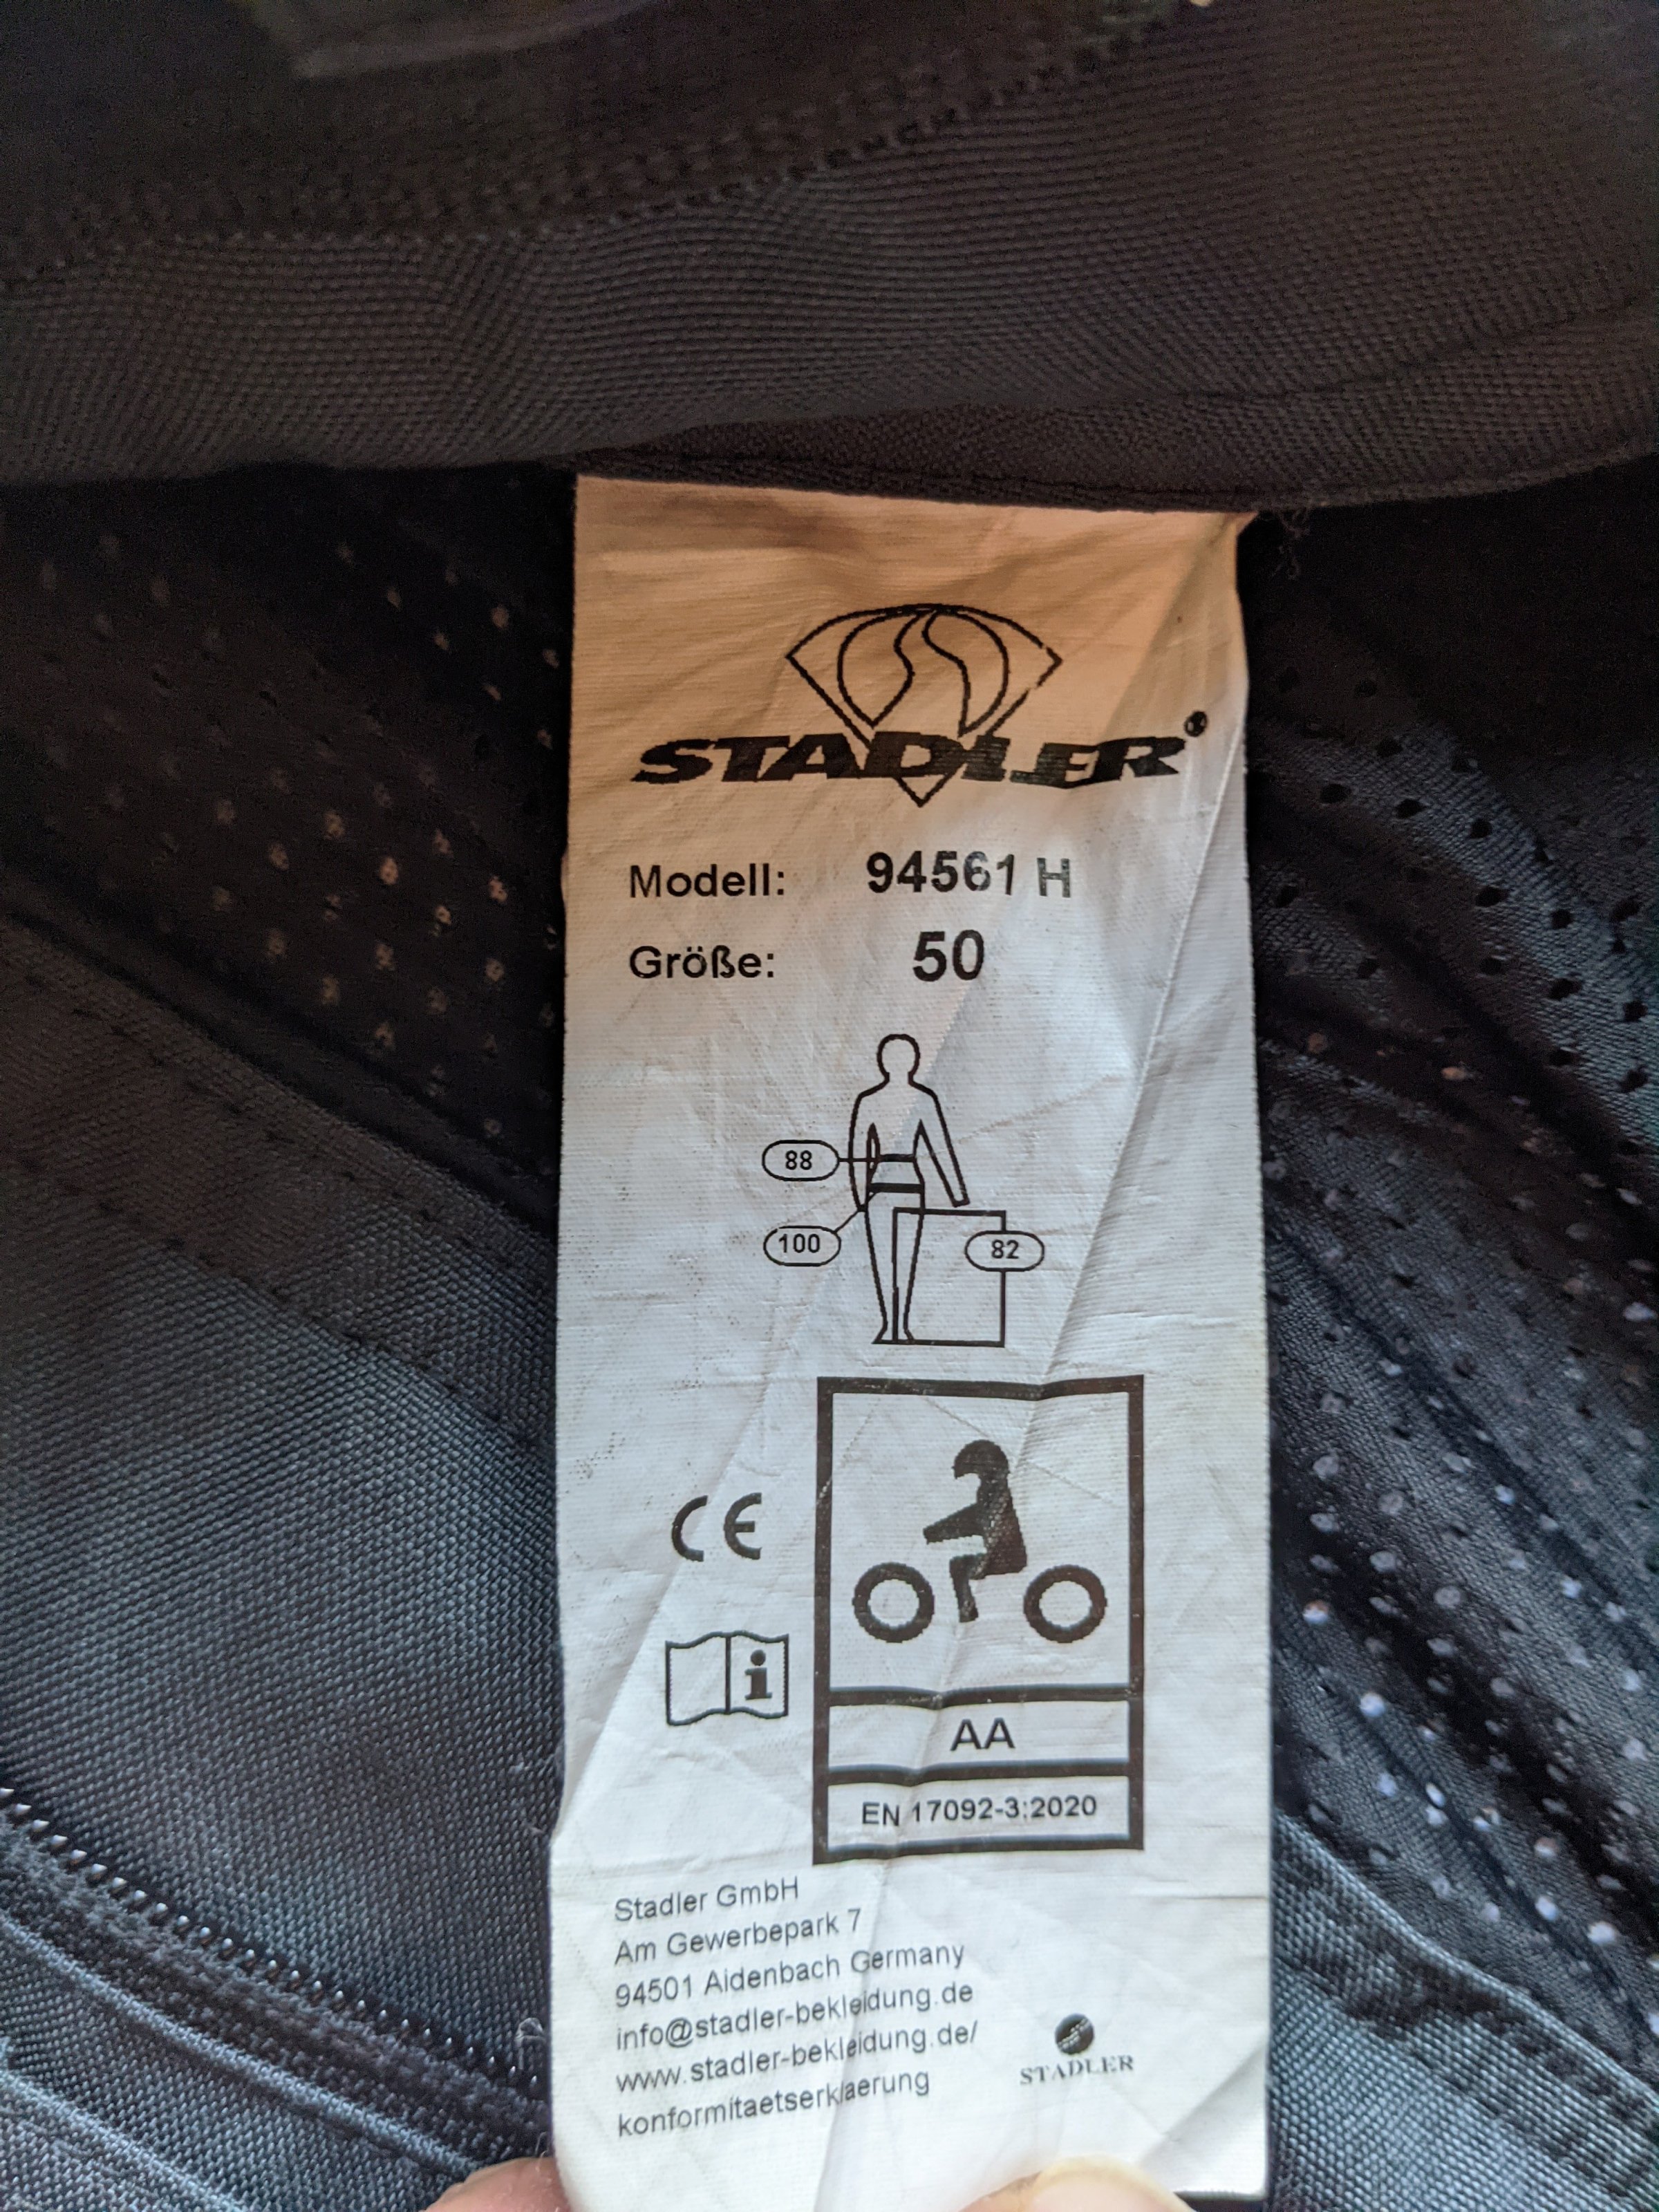 STADLER®
Modell: 94561 H
Größe: 50
88
100
82
CE
i
AA
EN 17092-3:2020
Stadler GmbH
Am Gewerbepark 7
94501 Aidenbach Germany
info@stadler-bekleidung.de
www.stadler-bekleidung.de/
konformitaetserklaerung
STADLER